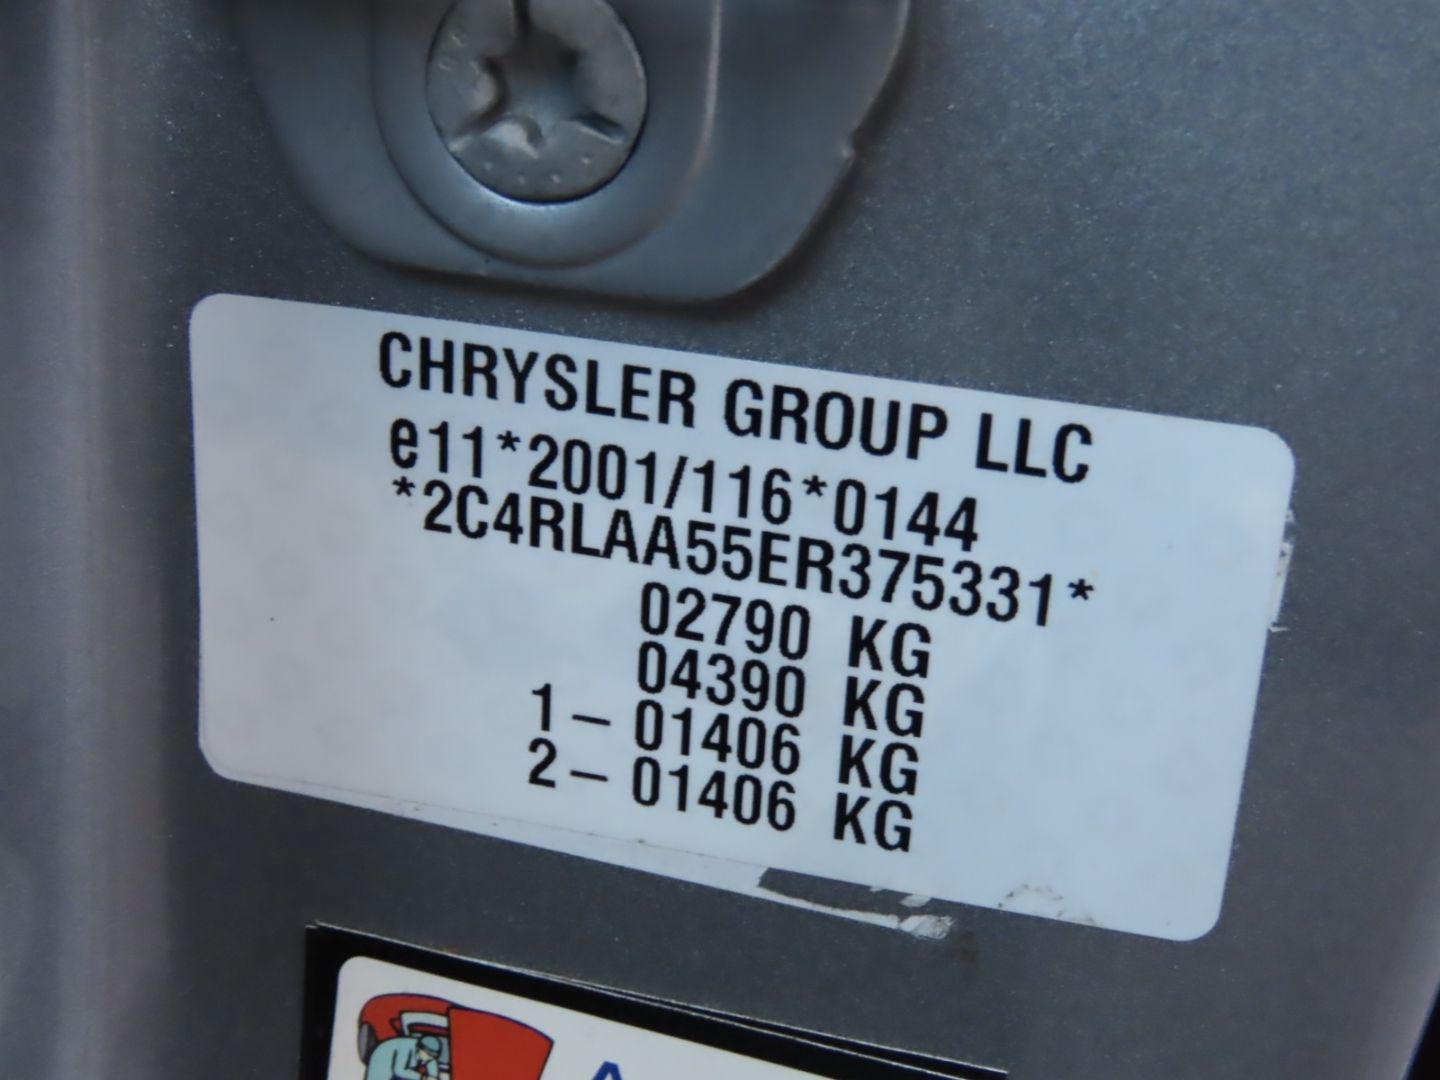 CHRYSLER GROUP LLC
e11*2001/116*0144
*2C4RLAA55ER375331*
02790 KG
04390 KG
1 – 01406 KG
2 – 01406 KG